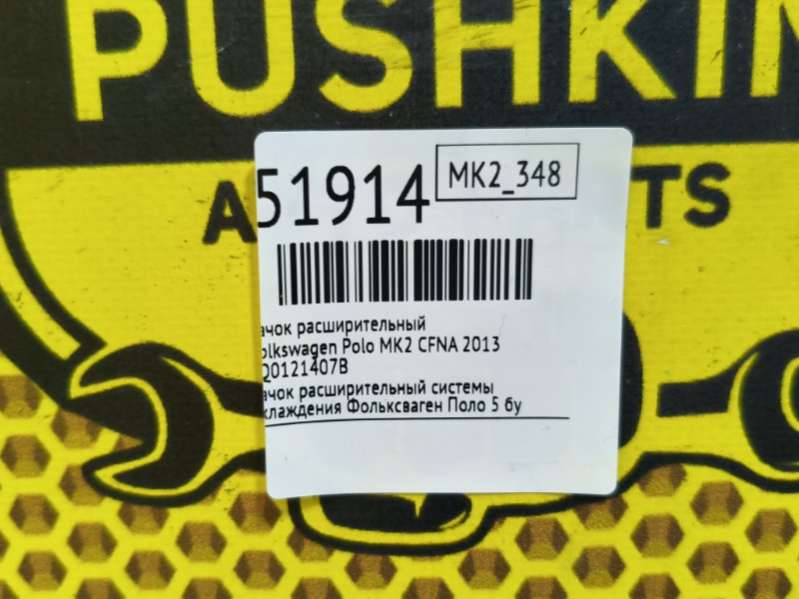 PUSHKIN
51914
MK2_348
ачок расширительный
olkswagen Polo MK2 CFNA 2013
Q0121407B
ачок расширительный системы
хлаждения Фольксваген Поло 5 бу